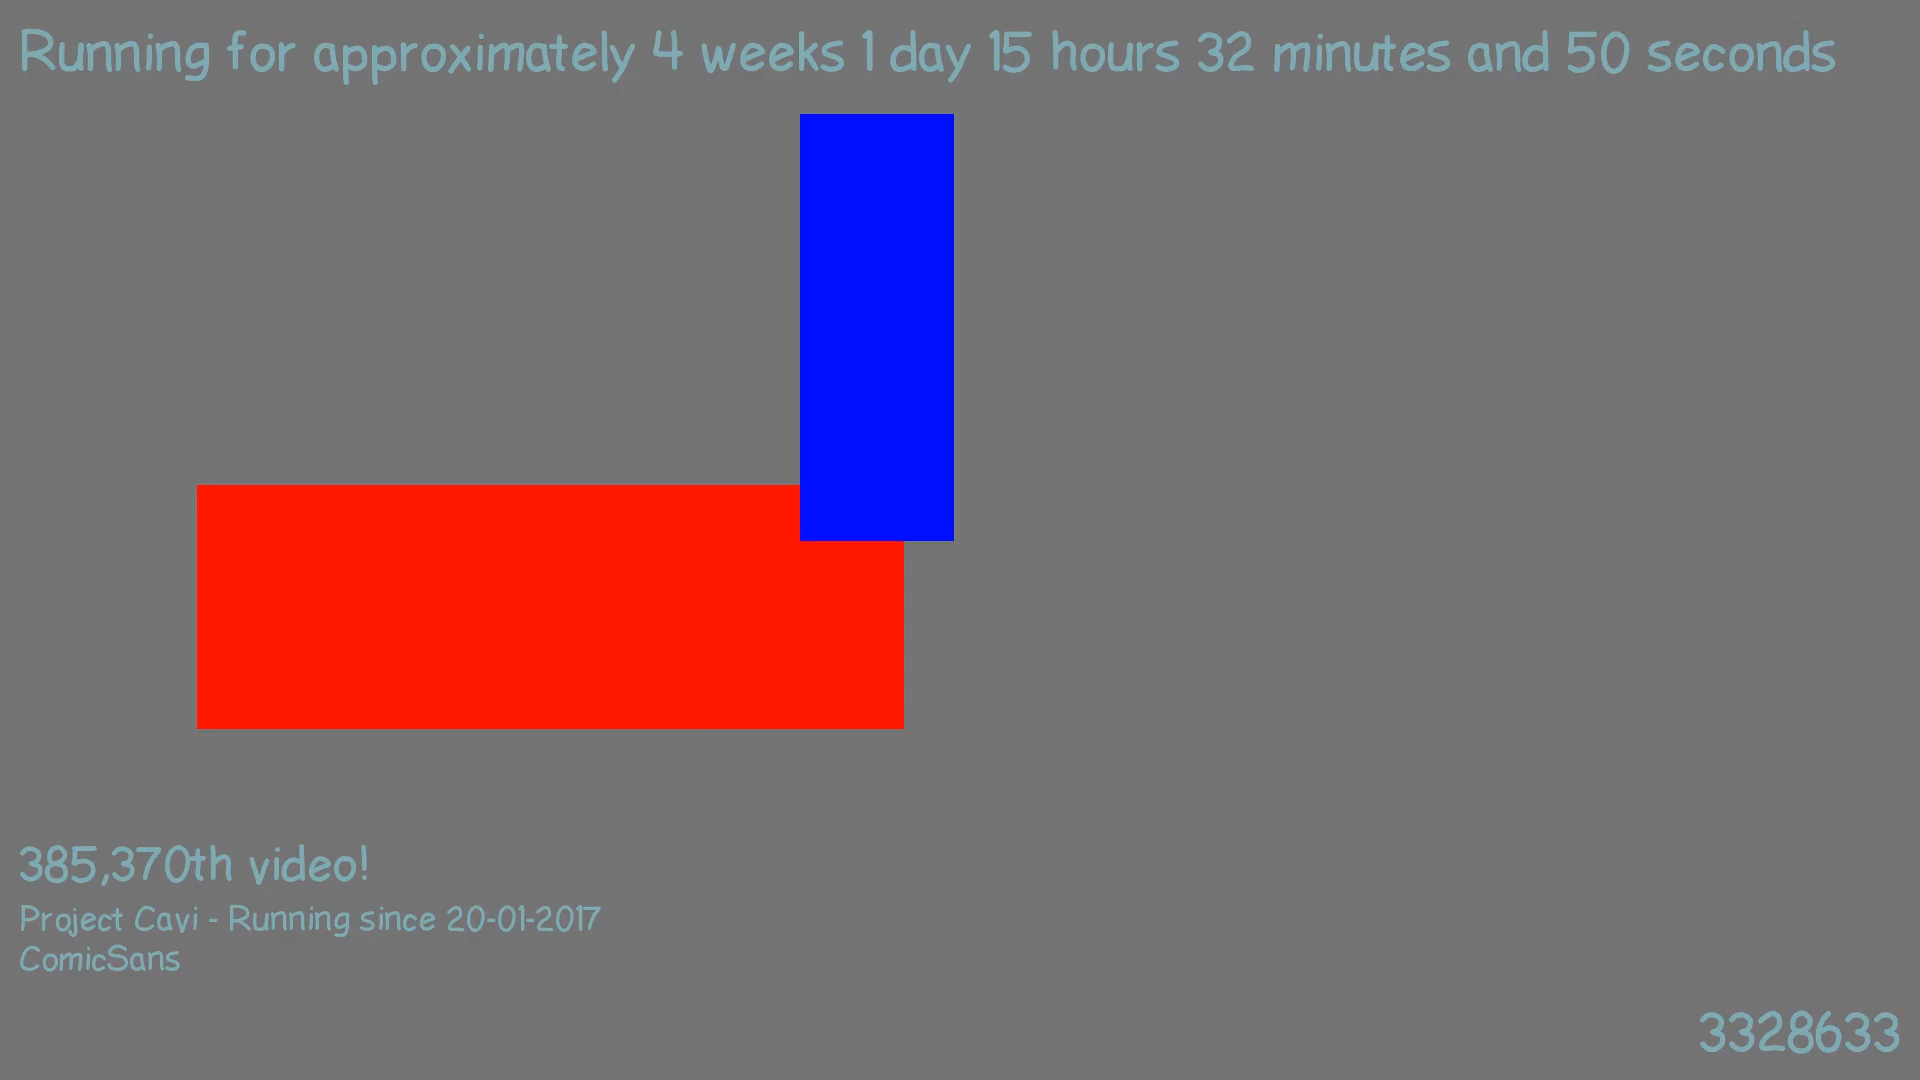 Running for approximately 4 weeks 1 day 15 hours 32 minutes and 50 seconds
385,370th video!
Project Cavi - Running since 20-01-2017
ComicSans
3328633